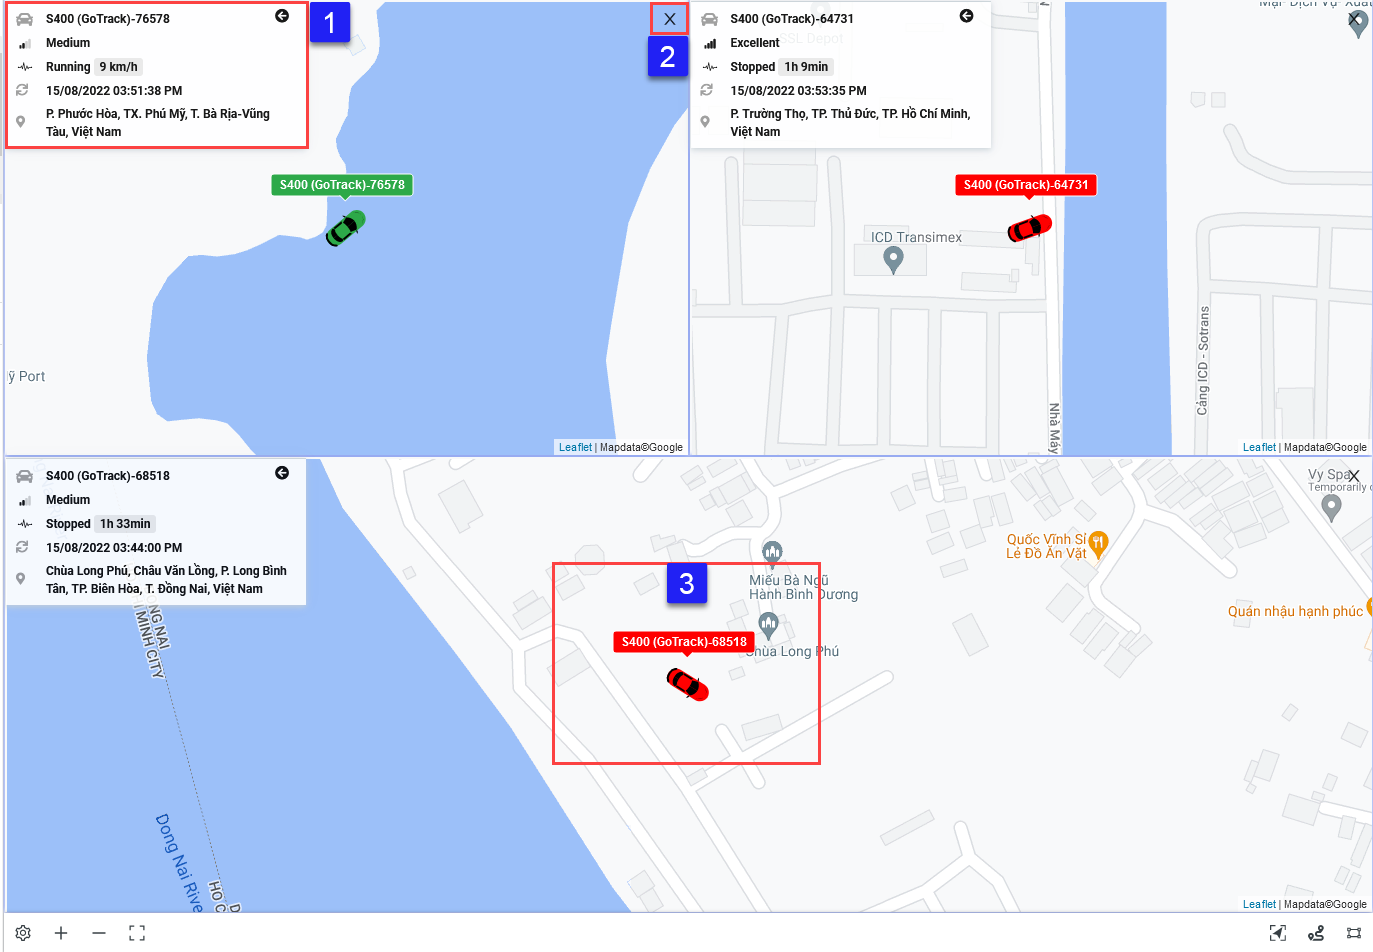 S400 (GoTrack)-76578
Medium
Running 9 km/h
15/08/2022 03:51:38 PM
P. Phước Hòa, TX. Phú Mỹ, T. Bà Rịa-Vũng
Tàu, Việt Nam
1
2
S400 (GoTrack)-76578
ỹ Port
Leaflet | Mapdata©Google
S400 (GoTrack)-64731
SSL Depot
Excellent
Stopped 1h 9min
15/08/2022 03:53:35 PM
P. Trường Thọ, TP. Thủ Đức, TP. Hồ Chí Minh,
Việt Nam
S400 (GoTrack)-64731
ICD Transimex
Cảng ICD - Sotrans
Nhà Máy
Leaflet | Mapdata©Google
S400 (GoTrack)-68518
Medium
Stopped 1h 33min
15/08/2022 03:44:00 PM
Chùa Long Phú, Châu Văn Lồng, P. Long Bình
Tân, TP. Biên Hòa, T. Đồng Nai, Việt Nam
Vy Spa
Temporarily
Quốc Vĩnh Sỉ
Lẻ Đồ Ăn Vặt
3
Miếu Bà Ngũ
Hành Bình Dương
S400 (GoTrack)-68518
Chùa Long Phú
Quán nhậu hạnh phúc
NAI
MINH CITY
Dong Nai Rive
HO C
Leaflet | Mapdata©Google